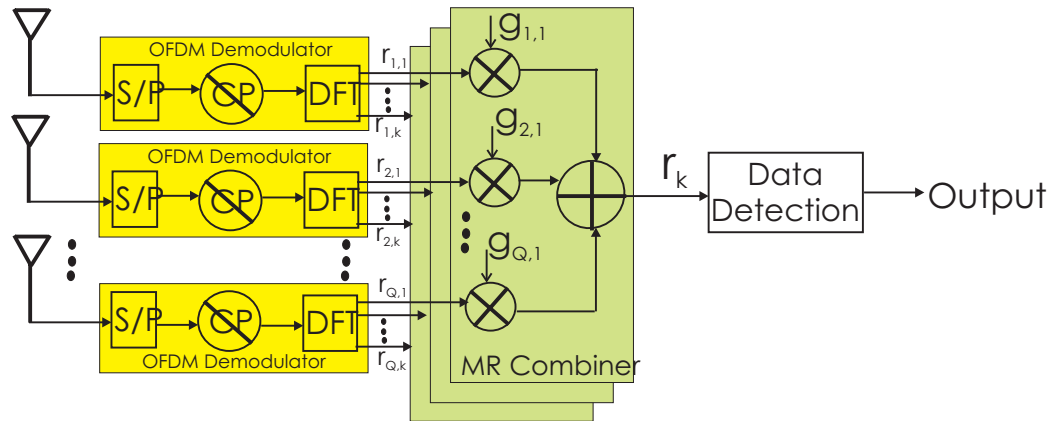 OFDM Demodulator
S/P CP DFT
r1,1
r1,k
OFDM Demodulator
S/P CP DFT
r2,1
r2,k
S/P CP DFT
OFDM Demodulator
rQ,1
rQ,k
g1,1
g2,1
gQ,1
MR Combiner
rk
Data
Detection
Output